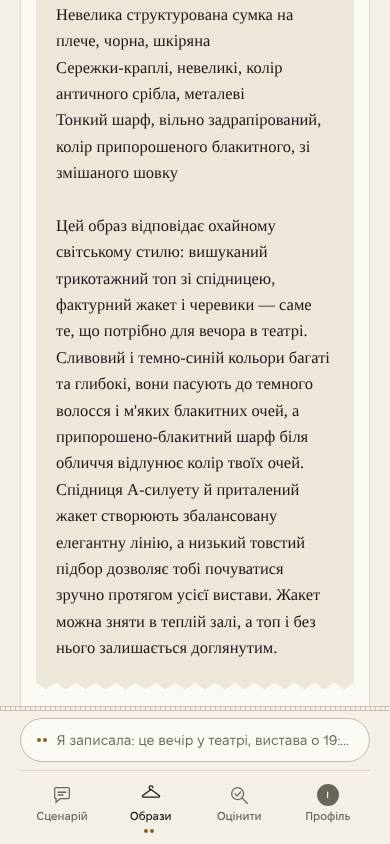 Невелика структурована сумка на
плече, чорна, шкіряна
Сережки-краплі, невеликі, колір
античного срібла, металеві
Тонкий шарф, вільно задрапірований,
колір припорошеного блакитного, зі
змішаного шовку
Цей образ відповідає охайному
світському стилю: вишуканий
трикотажний топ зі спідницею,
фактурний жакет і черевики — саме
те, що потрібно для вечора в театрі.
Сливовий і темно-синій кольори багаті
та глибокі, вони пасують до темного
волосся і м'яких блакитних очей, а
припорошено-блакитний шарф біля
обличчя відлунює колір твоїх очей.
Спідниця А-силуету й приталений
жакет створюють збалансовану
елегантну лінію, а низький товстий
підбор дозволяє тобі почуватися
зручно протягом усієї вистави. Жакет
можна зняти в теплій залі, а топ і без
нього залишається доглянутим.
Я записала: це вечір у театрі, вистава о 19:...
Сценарій
Образи
Оцінити
І
Профіль